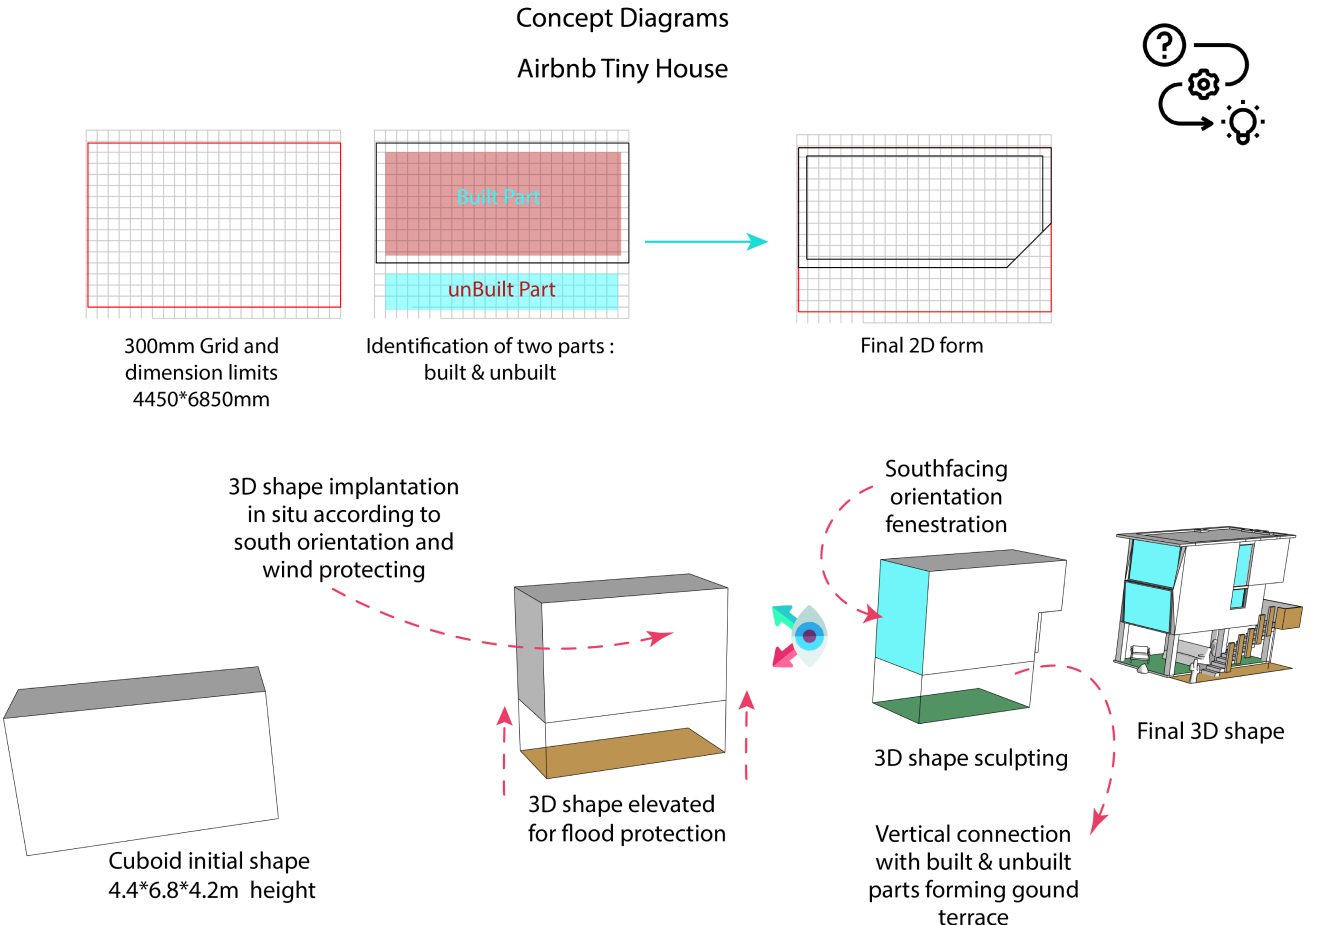 Concept Diagrams
Airbnb Tiny House
?
Built Part
unBuilt Part
300mm Grid and
dimension limits
4450*6850mm
Identification of two parts :
built & unbuilt
Final 2D form
3D shape implantation
in situ according to
south orientation and
wind protecting
Southfacing
orientation
fenestration
Cuboid initial shape
4.4*6.8*4.2m height
3D shape elevated
for flood protection
3D shape sculpting
Final 3D shape
Vertical connection
with built & unbuilt
parts forming gound
terrace